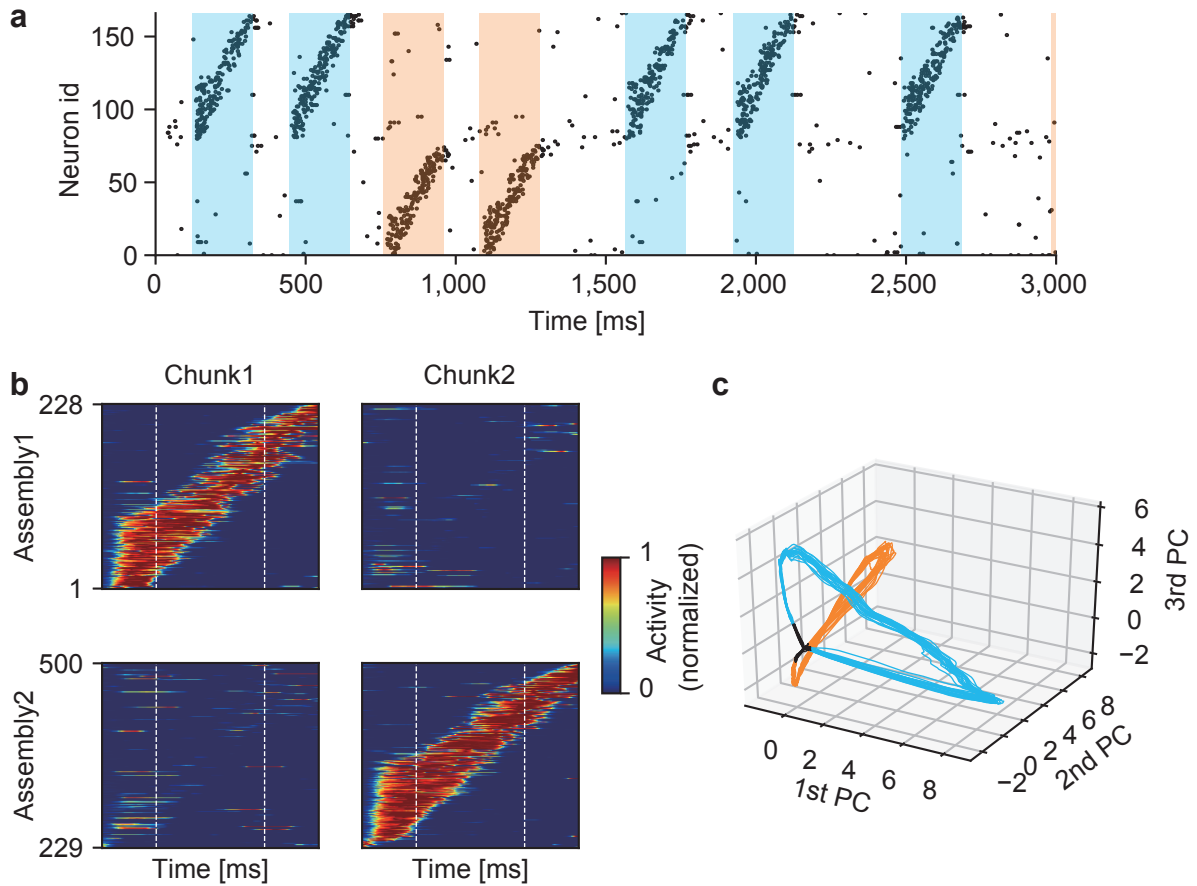 a
Neuron id
150
100
50
0
0 500 1,000 1,500 2,000 2,500 3,000
Time [ms]
b
Chunk1 Chunk2
Assembly1
228
1
Assembly2
500
229
Time [ms] Time [ms]
1
0
Activity
(normalized)
c
6
4
2
0
−2
3rd PC
0 2 4 6 8
1st PC
−2 0 2 4 6 8
2nd PC